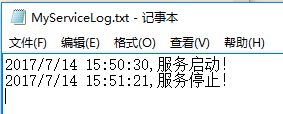 MyServiceLog.txt - 记事本
文件(F) 编辑(E) 格式(O) 查看(V) 帮助(H)
2017/7/14 15:50:30,服务启动!
2017/7/14 15:51:21,服务停止!